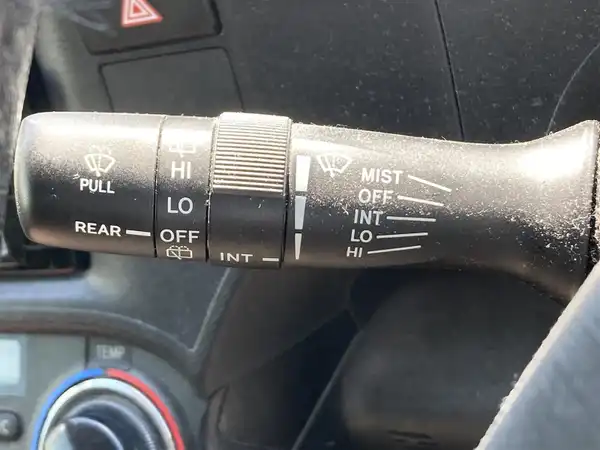 PULL
REAR
HI
LO
OFF
INT
MIST
OFF
INT
LO
HI
TEMP